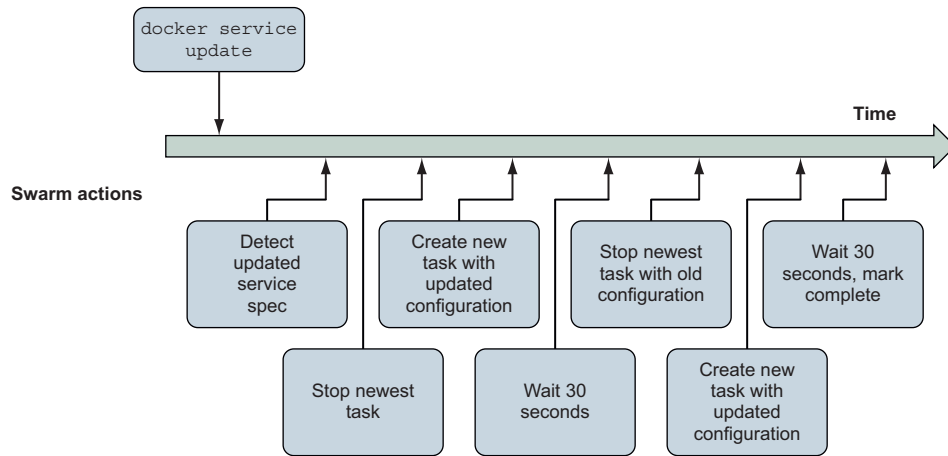 docker service
update
Time
Swarm actions
Detect
updated
service
spec
Stop newest
task
Create new
task with
updated
configuration
Wait 30
seconds
Stop newest
task with old
configuration
Create new
task with
updated
configuration
Wait 30
seconds, mark
complete